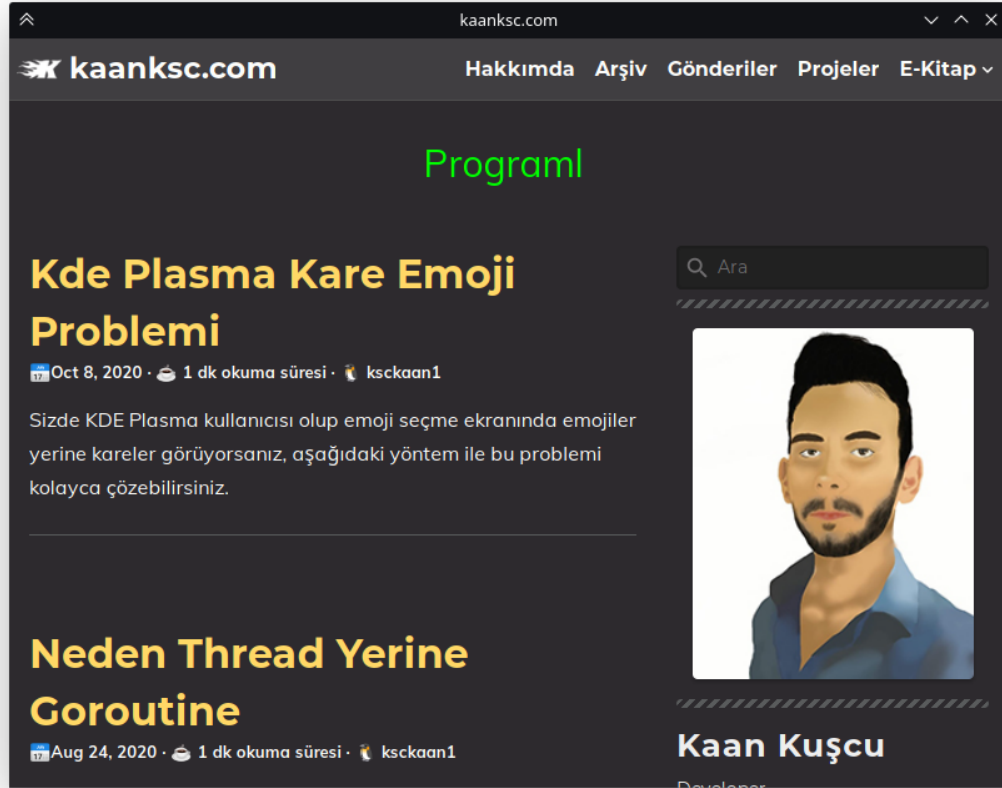 kaanksc.com
kaanksc.com
Hakkımda Arşiv Gönderiler Projeler E-Kitap
Programl
Kde Plasma Kare Emoji
Problemi
Oct 8, 2020 · 1 dk okuma süresi · ksckaan1
Sizde KDE Plasma kullanıcısı olup emoji seçme ekranında emojiler
yerine kareler görüyorsanız, aşağıdaki yöntem ile bu problemi
kolayca çözebilirsiniz.
Neden Thread Yerine
Goroutine
Aug 24, 2020 · 1 dk okuma süresi · ksckaan1
Ara
Kaan Kuşcu
Developer